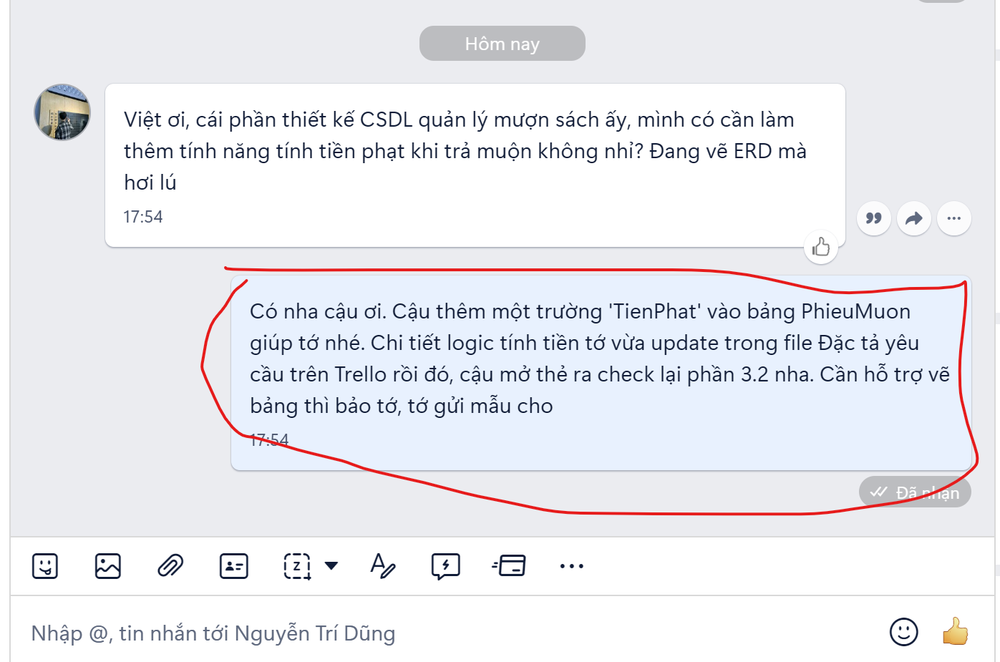 Hôm nay
Việt ơi, cái phần thiết kế CSDL quản lý mượn sách ấy, mình có cần làm
thêm tính năng tính tiền phạt khi trả muộn không nhỉ? Đang vẽ ERD mà
hơi lú
17:54
Có nha cậu ơi. Cậu thêm một trường 'TienPhat' vào bảng PhieuMuon
giúp tớ nhé. Chi tiết logic tính tiền tớ vừa update trong file Đặc tả yêu
cầu trên Trello rồi đó, cậu mở thẻ ra check lại phần 3.2 nha. Cần hỗ trợ vẽ
bảng thì bảo tớ, tớ gửi mẫu cho
17:54
Đã nhận
Nhập @, tin nhắn tới Nguyễn Trí Dũng